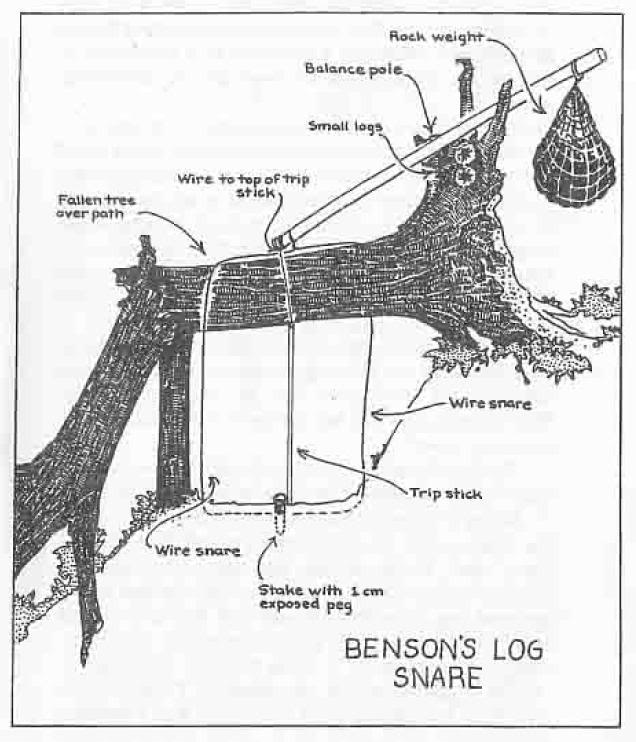 Rock weight
Balance pole
Small logs
Wire to top of trip
stick
Fallen tree
over path
Wire snare
Trip stick
Wire snare
Stake with 1 cm
exposed peg
BENSON'S LOG
SNARE